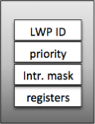 LWP ID
priority
Intr. mask
registers